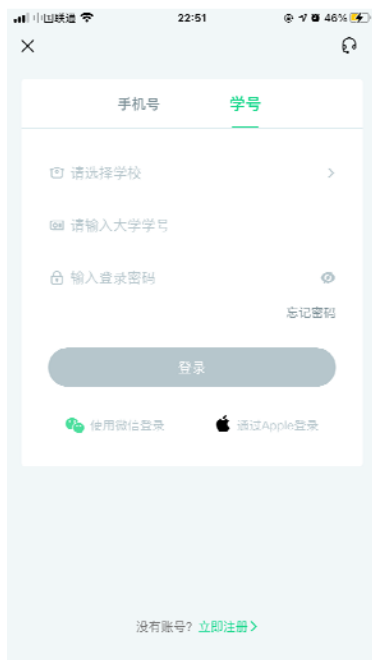 中国联通
22:51
46%
手机号
学号
请选择学校
请输入大学学号
输入登录密码
忘记密码
登录
使用微信登录
通过Apple登录
没有账号? 立即注册>